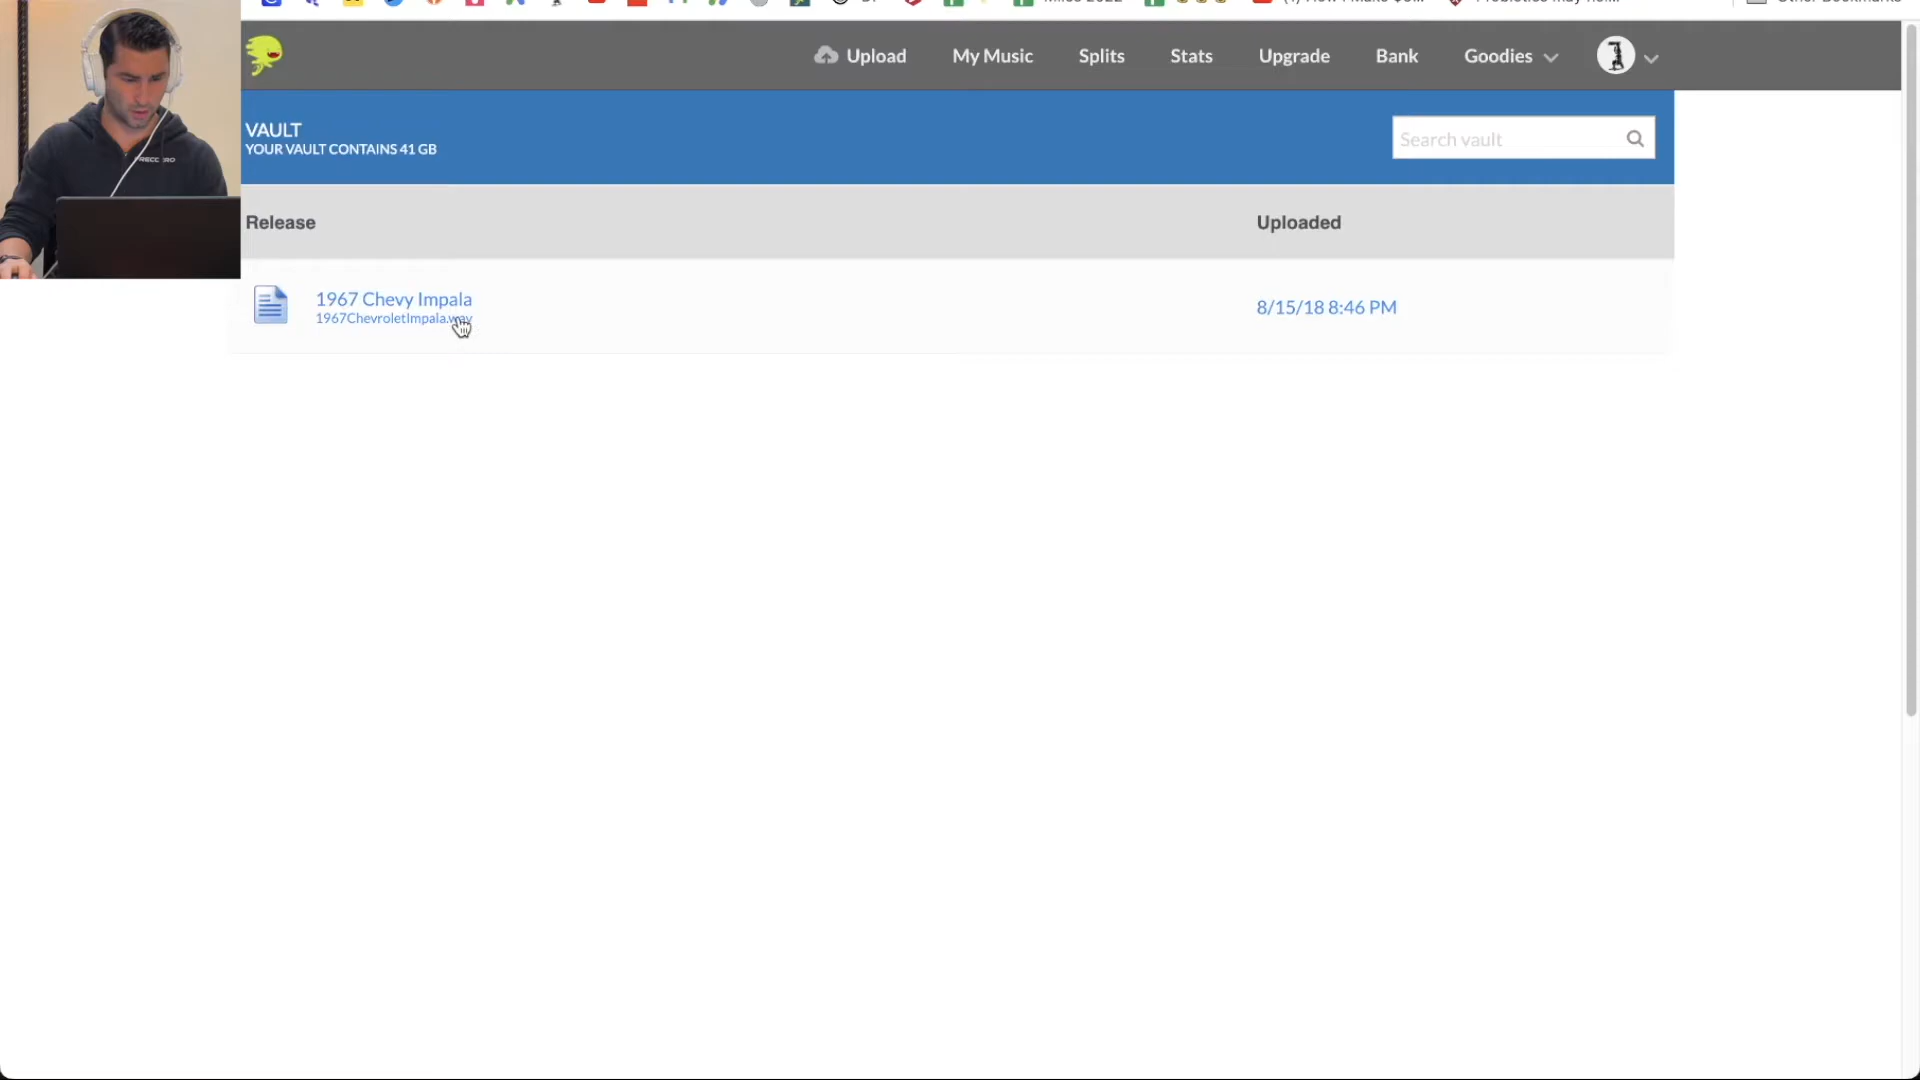 Upload My Music Splits Stats Upgrade Bank Goodies
VAULT
YOUR VAULT CONTAINS 41 GB
Search vault
Release Uploaded
1967 Chevy Impala
1967ChevroletImpala.wav
8/15/18 8:46 PM